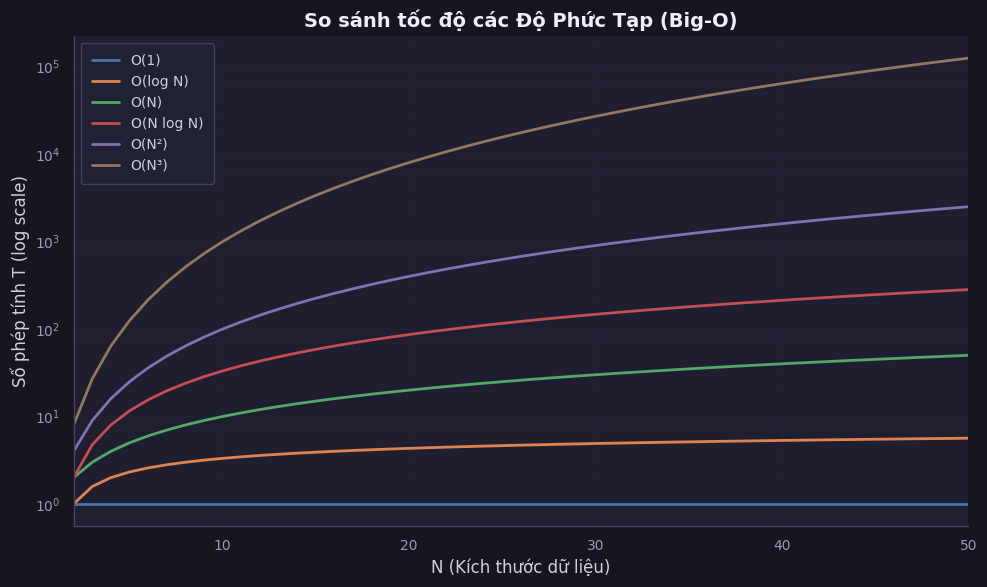 So sánh tốc độ các Độ Phức Tạp (Big-O)
O(1)
O(log N)
O(N)
O(N log N)
O(N²)
O(N³)
Số phép tính T (log scale)
10⁵
10⁴
10³
10²
10¹
10⁰
10 20 30 40 50
N (Kích thước dữ liệu)